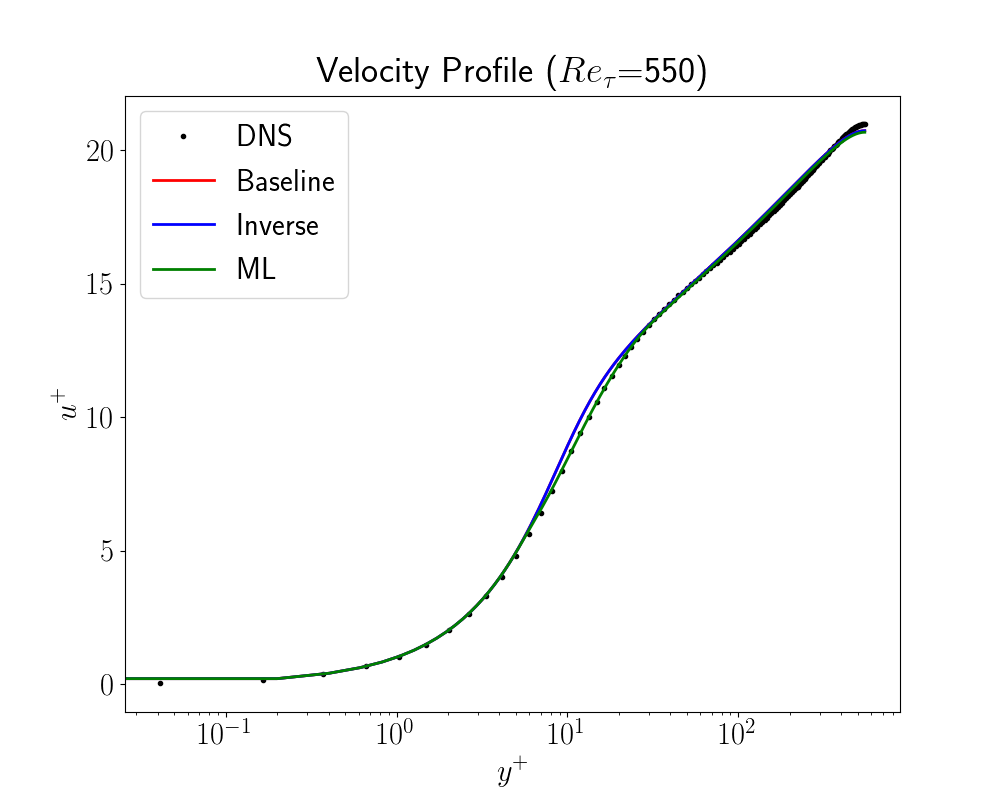 Velocity Profile ($Re_\tau$=550)
DNS
Baseline
Inverse
ML
20
15
10
5
0
$u^+$
$10^{-1}$ $10^0$ $10^1$ $10^2$
$y^+$